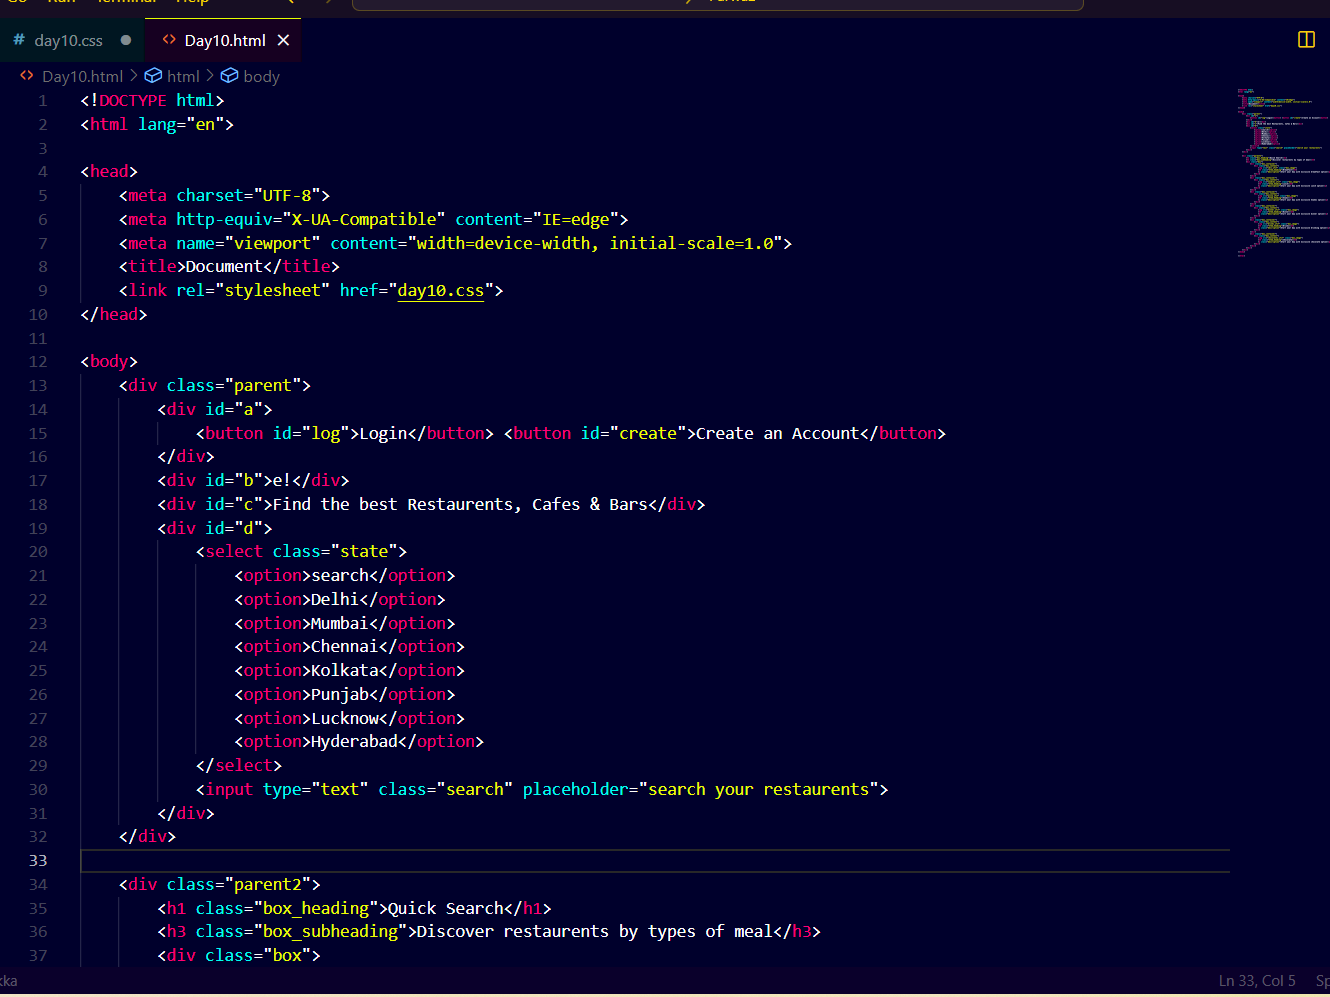 Terminal
# day10.css ● <> Day10.html ×
<> Day10.html > html > body
1 <!DOCTYPE html>
2 <html lang="en">
3
4 <head>
5 <meta charset="UTF-8">
6 <meta http-equiv="X-UA-Compatible" content="IE=edge">
7 <meta name="viewport" content="width=device-width, initial-scale=1.0">
8 <title>Document</title>
9 <link rel="stylesheet" href="day10.css">
10 </head>
11
12 <body>
13 <div class="parent">
14 <div id="a">
15 <button id="log">Login</button> <button id="create">Create an Account</button>
16 </div>
17 <div id="b">e!</div>
18 <div id="c">Find the best Restaurents, Cafes & Bars</div>
19 <div id="d">
20 <select class="state">
21 <option>search</option>
22 <option>Delhi</option>
23 <option>Mumbai</option>
24 <option>Chennai</option>
25 <option>Kolkata</option>
26 <option>Punjab</option>
27 <option>Lucknow</option>
28 <option>Hyderabad</option>
29 </select>
30 <input type="text" class="search" placeholder="search your restaurents">
31 </div>
32 </div>
33
34 <div class="parent2">
35 <h1 class="box_heading">Quick Search</h1>
36 <h3 class="box_subheading">Discover restaurents by types of meal</h3>
37 <div class="box">
Ln 33, Col 5